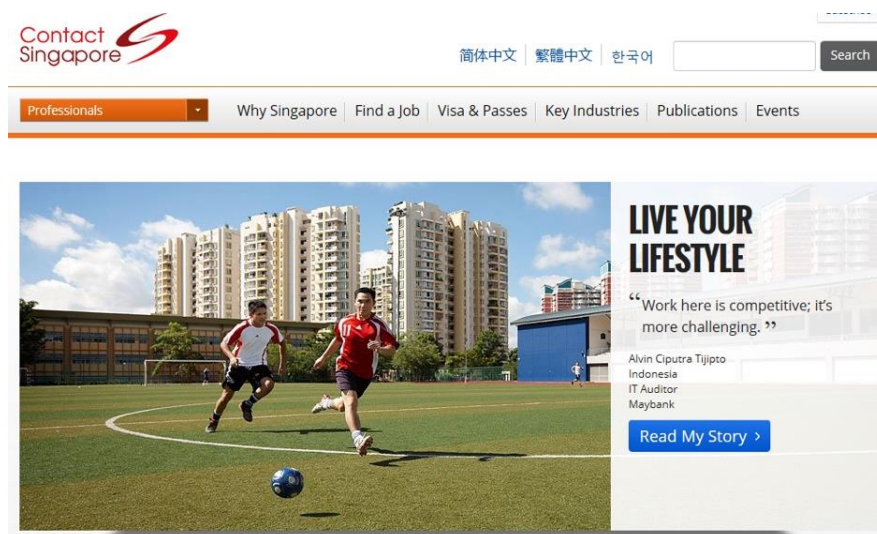 Contact
Singapore
简体中文 繁體中文 한국어 Search
Professionals Why Singapore Find a Job Visa & Passes Key Industries Publications Events
LIVE YOUR
LIFESTYLE
“Work here is competitive; it's
more challenging.”
Alvin Ciputra Tijipto
Indonesia
IT Auditor
Maybank
Read My Story >
11